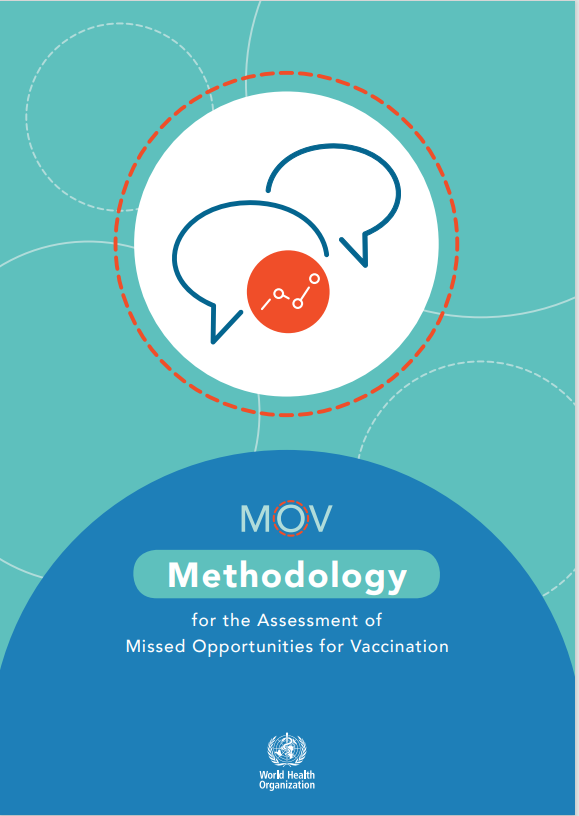 MOV
Methodology
for the Assessment of
Missed Opportunities for Vaccination
World Health
Organization